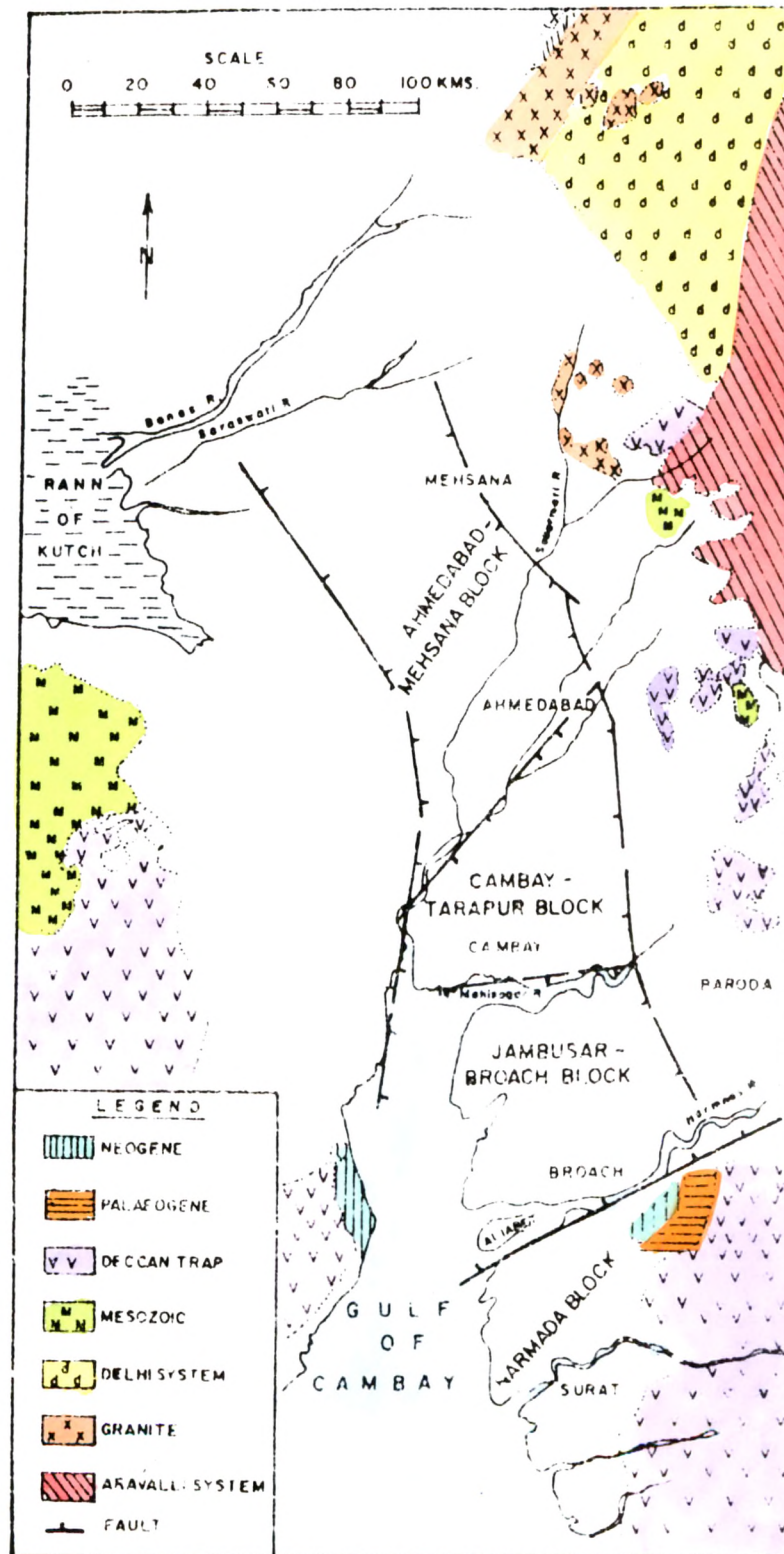 SCALE
0 20 40 60 80 100 KMS.
N
Banas R.
Saraswati R
RANN
OF
KUTCH
MEHSANA
Sabarmati R
AHMEDABAD-
MEHSANA BLOCK
AHMEDABAD
CAMBAY -
TARAPUR BLOCK
CAMBAY
Mahisagar R
BARODA
JAMBUSAR-
BROACH BLOCK
Narmada R
BROACH
ALIABET
NARMADA BLOCK
GULF
OF
CAMBAY
SURAT
LEGEND
NEOGENE
PALAEOGENE
DECCAN TRAP
MESOZOIC
DELHI SYSTEM
GRANITE
ARAVALLI SYSTEM
FAULT